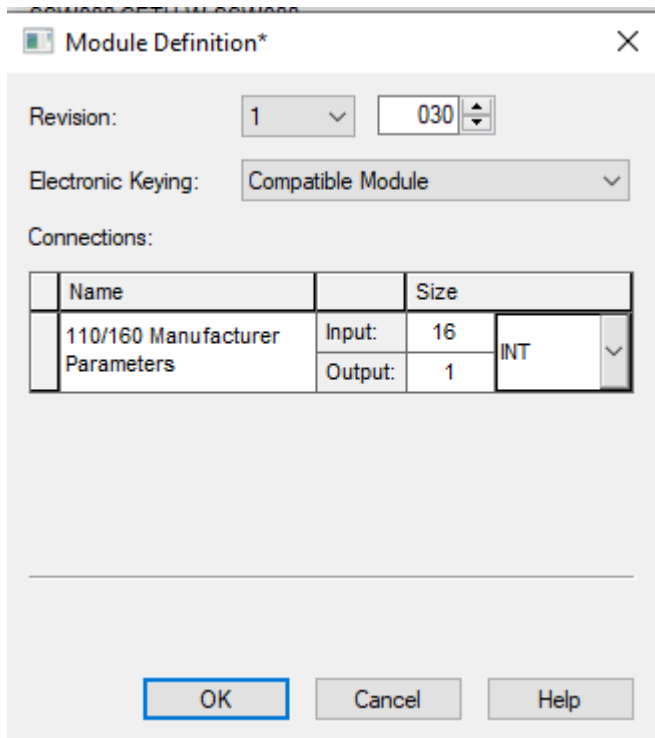 Module Definition*
Revision: 1 030
Electronic Keying: Compatible Module
Connections:
Name Size
110/160 Manufacturer Parameters Input: 16 INT
Output: 1
OK Cancel Help